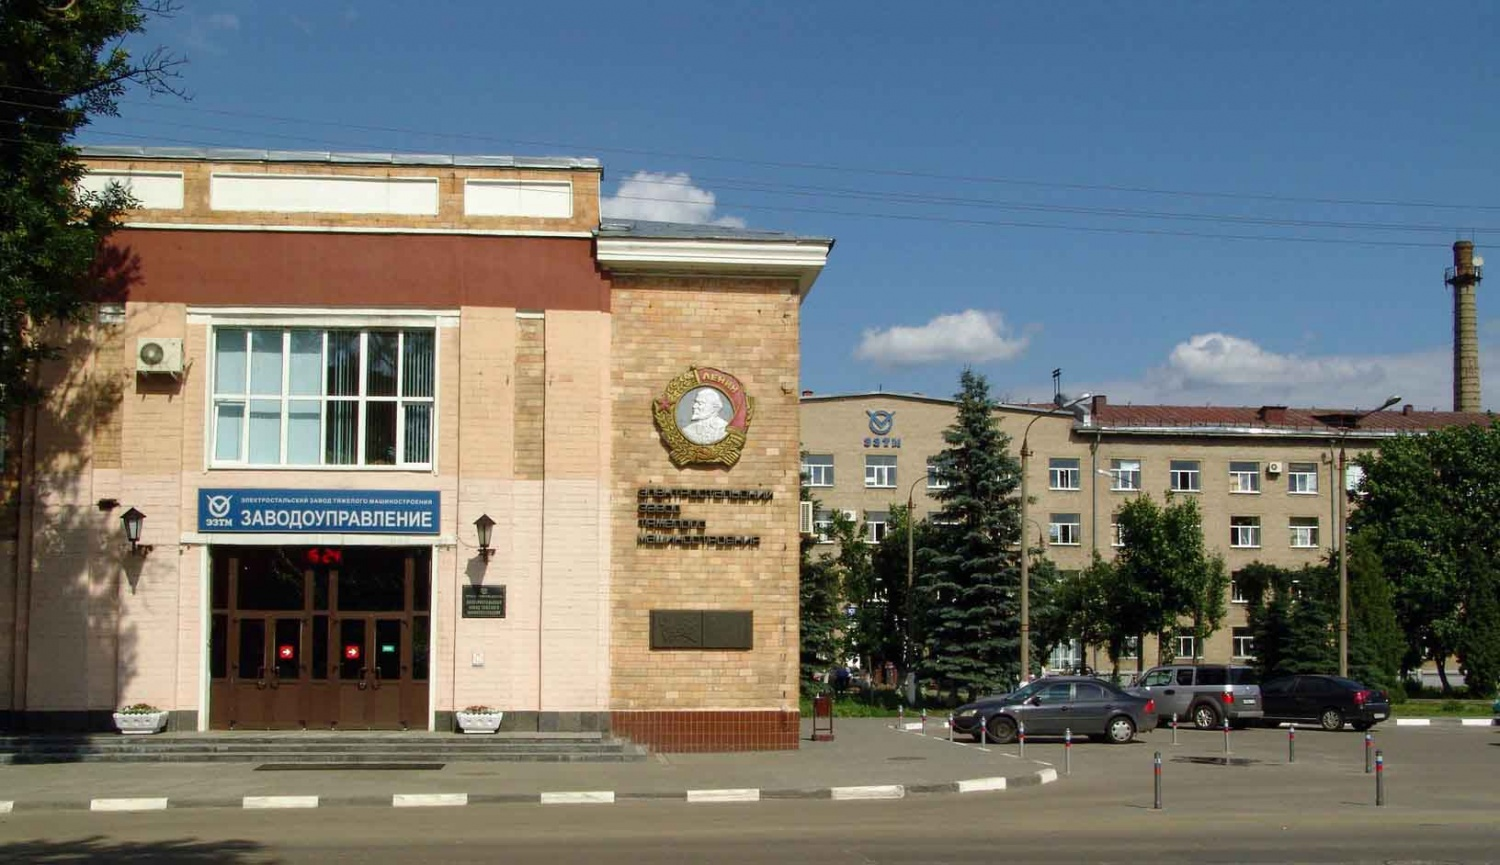 ЛЕНИН
ЭЗТМ
ЭЛЕКТРОСТАЛЬСКИЙ ЗАВОД ТЯЖЕЛОГО МАШИНОСТРОЕНИЯ
ЭЗТМ
ЗАВОДОУПРАВЛЕНИЕ
ЭЛЕКТРОСТАЛЬСКИЙ
ЗАВОД
ТЯЖЕЛОГО
МАШИНОСТРОЕНИЯ